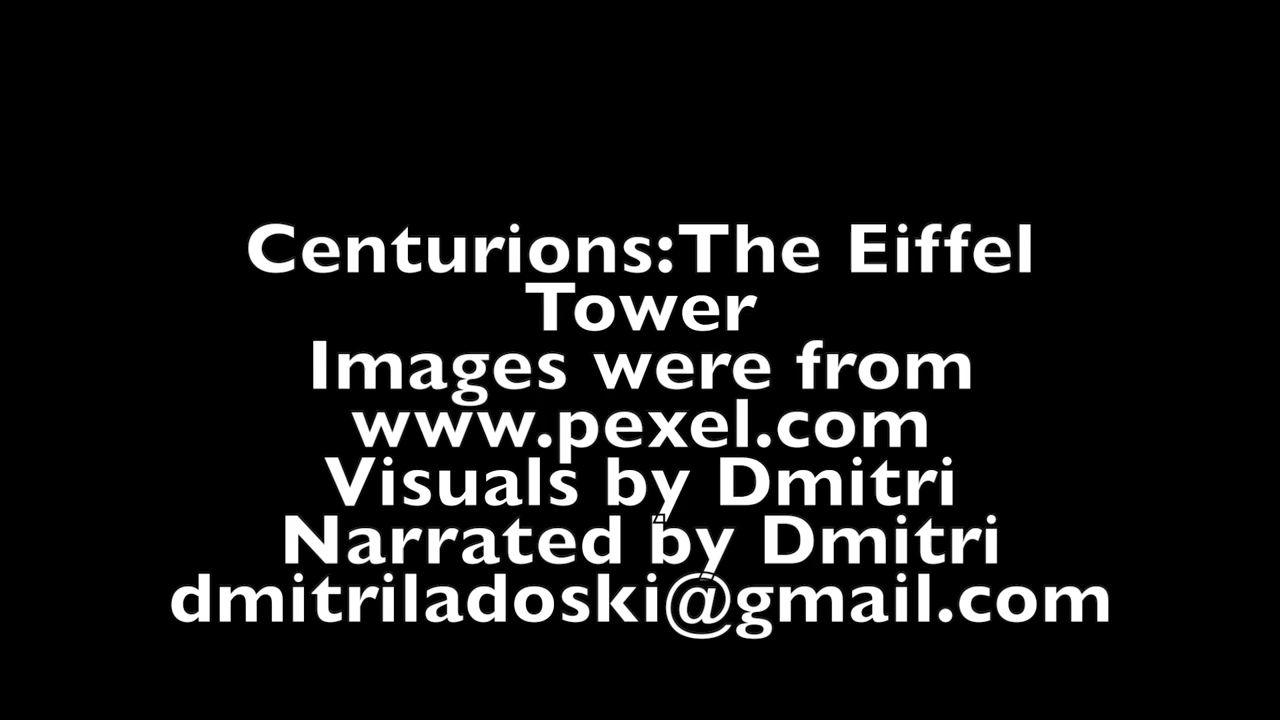 Centurions:The Eiffel
Tower
Images were from
www.pexel.com
Visuals by Dmitri
Narrated by Dmitri
dmitriladoski@gmail.com